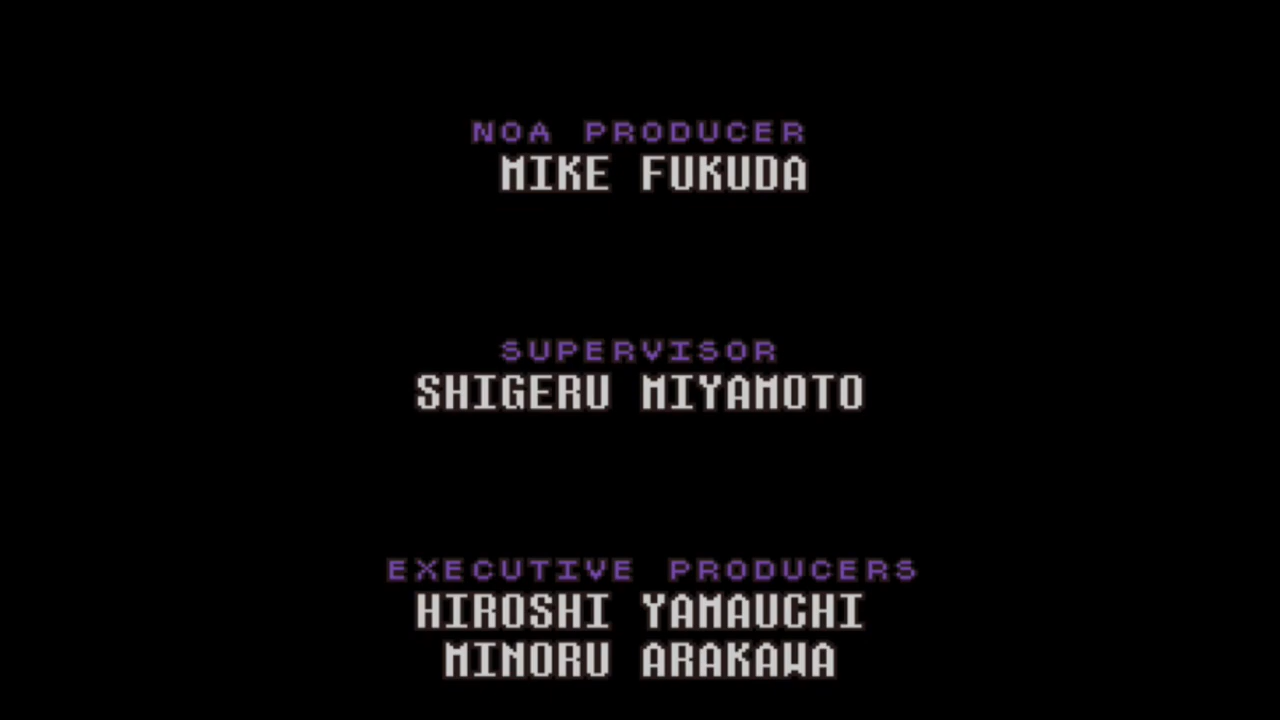 NOA PRODUCER
MIKE FUKUDA
SUPERVISOR
SHIGERU MIYAMOTO
EXECUTIVE PRODUCERS
HIROSHI YAMAUCHI
MINORU ARAKAWA